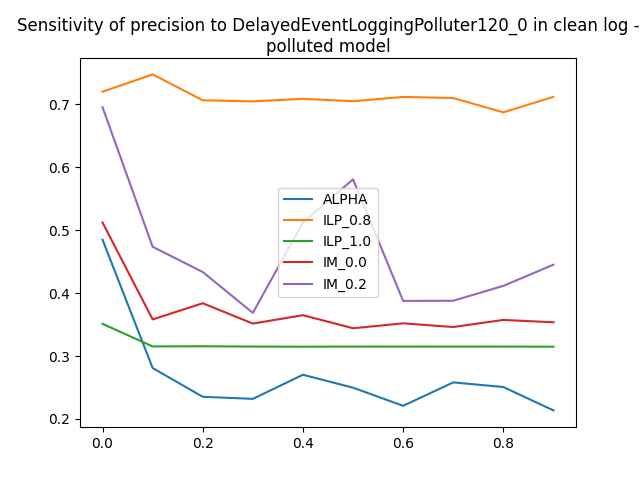 Sensitivity of precision to DelayedEventLoggingPolluter120_0 in clean log -
polluted model
0.7
0.6
0.5
0.4
0.3
0.2
ALPHA
ILP_0.8
ILP_1.0
IM_0.0
IM_0.2
0.0 0.2 0.4 0.6 0.8